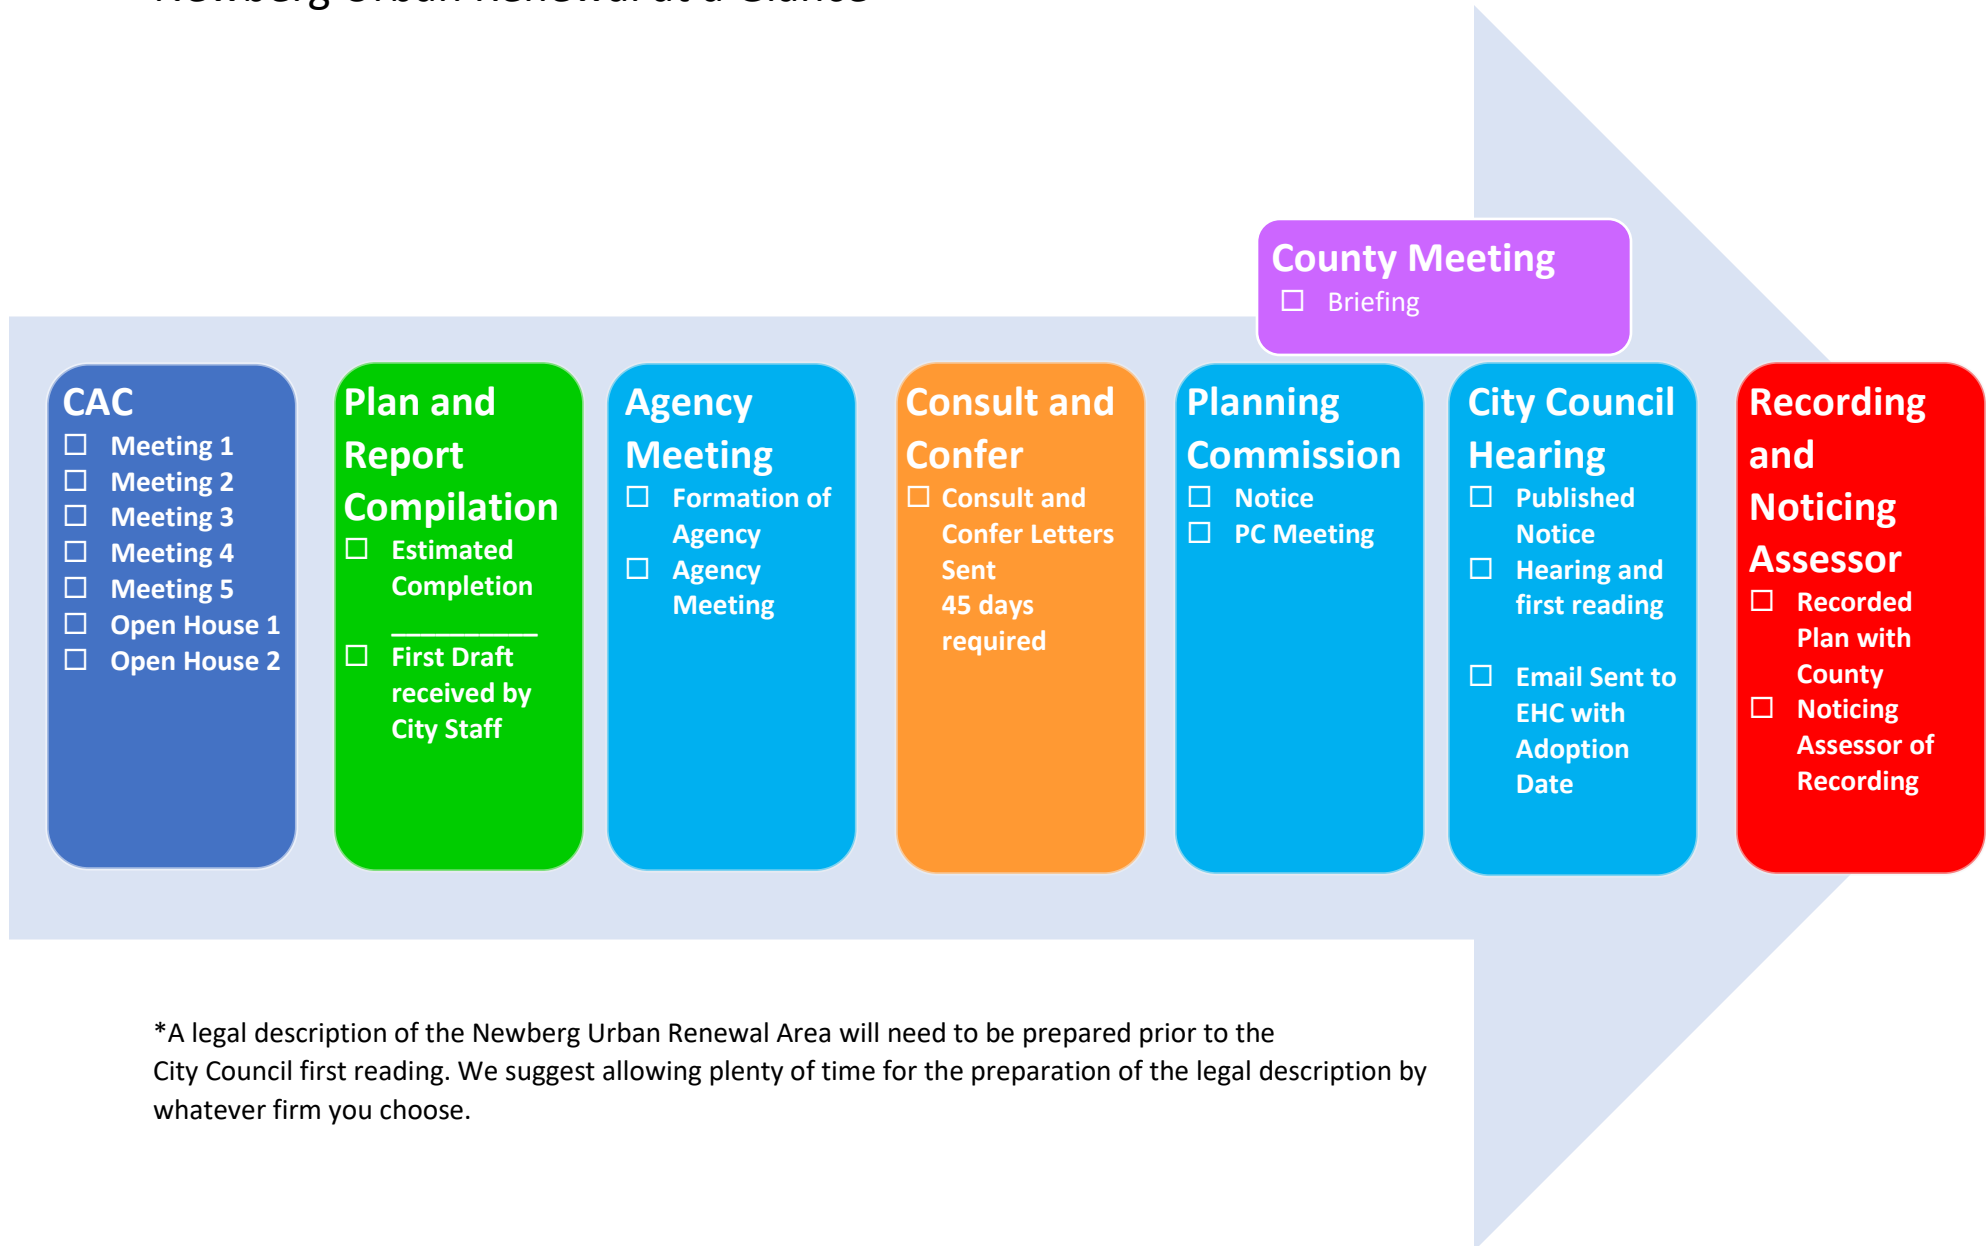 Newberg Urban Renewal at a Glance
County Meeting
☐ Briefing
CAC
☐ Meeting 1
☐ Meeting 2
☐ Meeting 3
☐ Meeting 4
☐ Meeting 5
☐ Open House 1
☐ Open House 2
Plan and
Report
Compilation
☐ Estimated
Completion
___________
☐ First Draft
received by
City Staff
Agency
Meeting
☐ Formation of
Agency
☐ Agency
Meeting
Consult and
Confer
☐ Consult and
Confer Letters
Sent
45 days
required
Planning
Commission
☐ Notice
☐ PC Meeting
City Council
Hearing
☐ Published
Notice
☐ Hearing and
first reading
☐ Email Sent to
EHC with
Adoption
Date
Recording
and
Noticing
Assessor
☐ Recorded
Plan with
County
☐ Noticing
Assessor of
Recording
*A legal description of the Newberg Urban Renewal Area will need to be prepared prior to the
City Council first reading. We suggest allowing plenty of time for the preparation of the legal description by
whatever firm you choose.